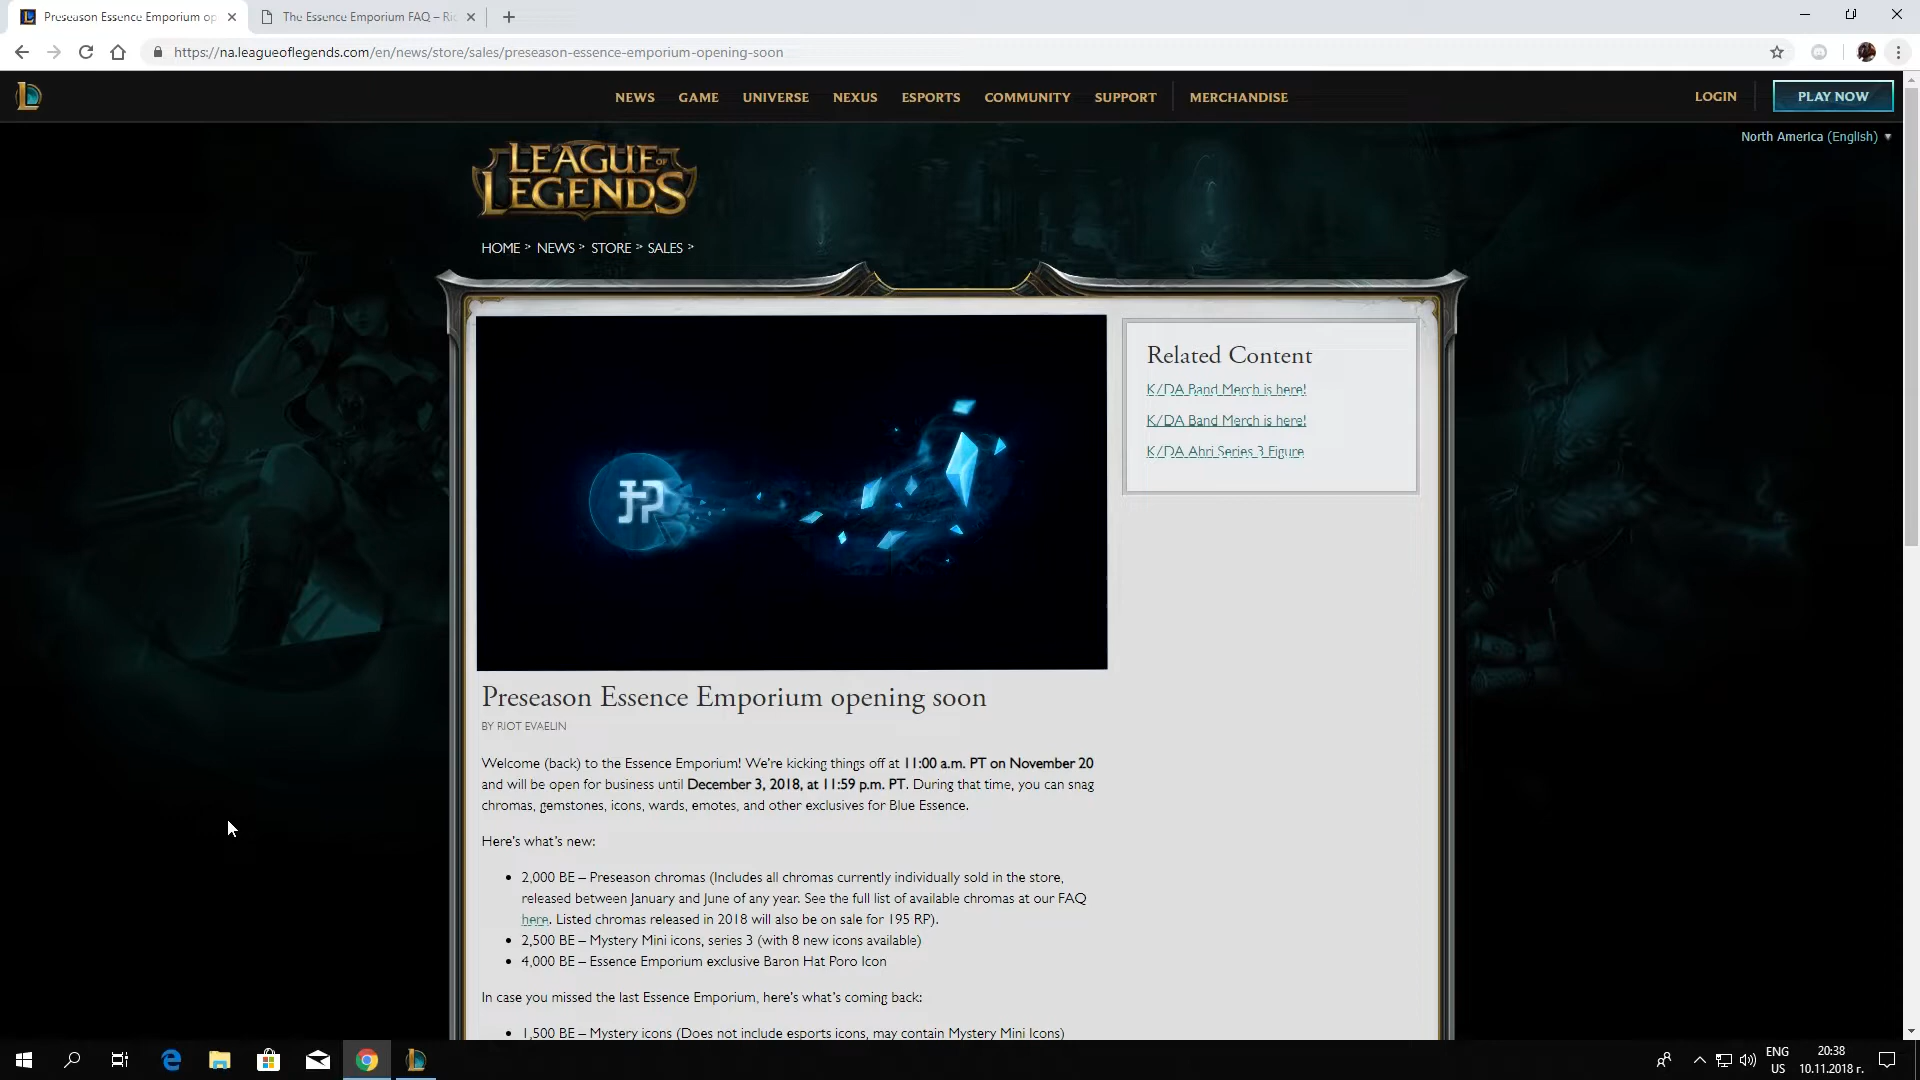 Preseason Essence Emporium op
The Essence Emporium FAQ – Rio
https://na.leagueoflegends.com/en/news/store/sales/preseason-essence-emporium-opening-soon
NEWS GAME UNIVERSE NEXUS ESPORTS COMMUNITY SUPPORT MERCHANDISE LOGIN PLAY NOW
North America (English) ▼
LEAGUE OF
LEGENDS
HOME > NEWS > STORE > SALES >
Related Content
K/DA Band Merch is here!
K/DA Band Merch is here!
K/DA Ahri Series 3 Figure
Preseason Essence Emporium opening soon
BY RIOT EVAELIN
Welcome (back) to the Essence Emporium! We're kicking things off at 11:00 a.m. PT on November 20
and will be open for business until December 3, 2018, at 11:59 p.m. PT. During that time, you can snag
chromas, gemstones, icons, wards, emotes, and other exclusives for Blue Essence.
Here's what's new:
• 2,000 BE – Preseason chromas (Includes all chromas currently individually sold in the store,
released between January and June of any year. See the full list of available chromas at our FAQ
here. Listed chromas released in 2018 will also be on sale for 195 RP).
• 2,500 BE – Mystery Mini icons, series 3 (with 8 new icons available)
• 4,000 BE – Essence Emporium exclusive Baron Hat Poro Icon
In case you missed the last Essence Emporium, here's what's coming back:
• 1,500 BE – Mystery icons (Does not include esports icons, may contain Mystery Mini Icons)
ENG
US
20:38
10.11.2018 г.